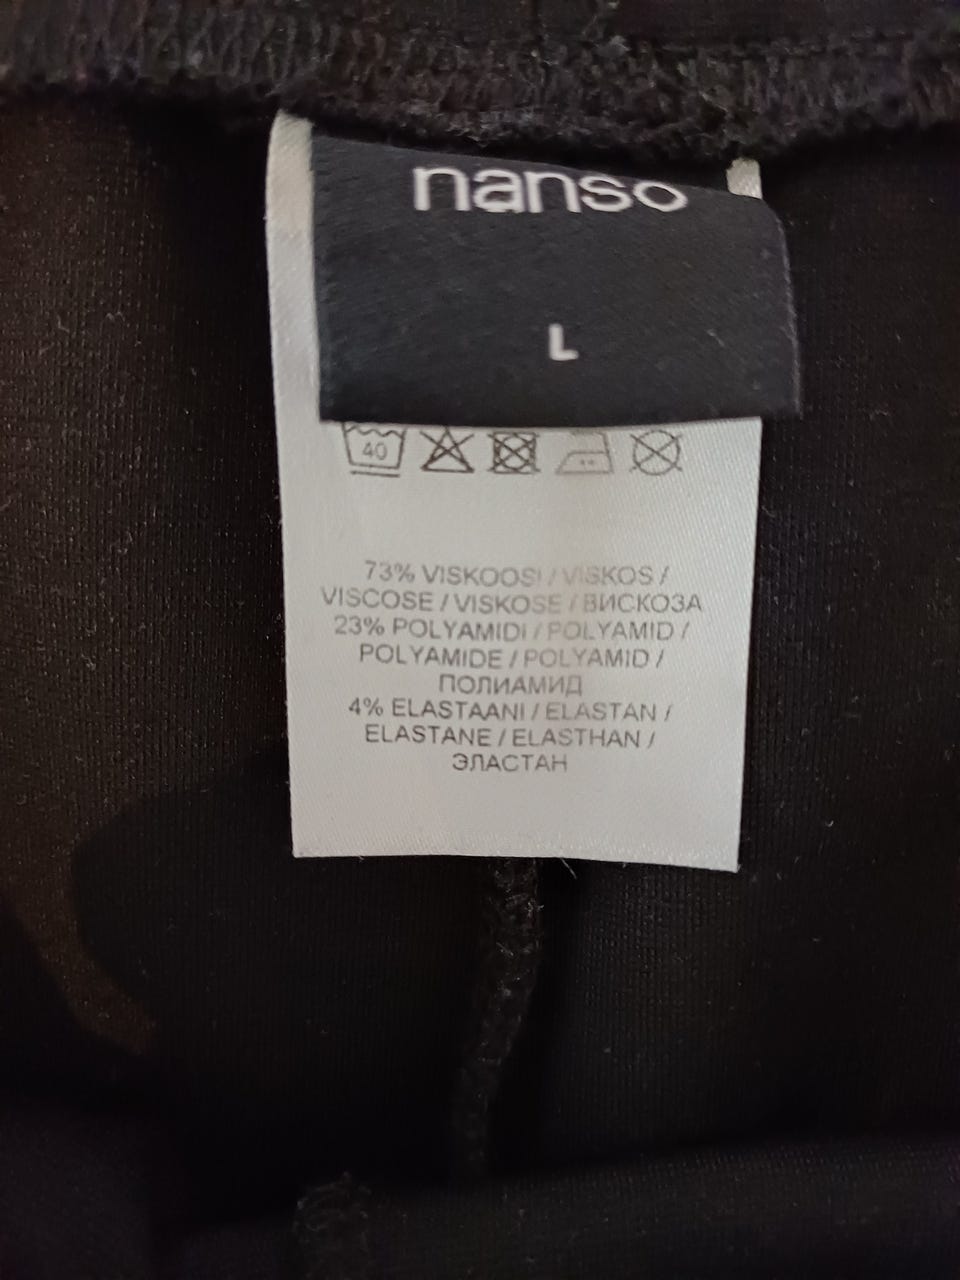 nanso
L
40
73% VISKOOSI / VISKOS /
VISCOSE / VISKOSE / ВИСКОЗА
23% POLYAMIDI / POLYAMID /
POLYAMIDE / POLYAMID /
ПОЛИАМИД
4% ELASTAANI / ELASTAN /
ELASTANE / ELASTHAN /
ЭЛАСТАН